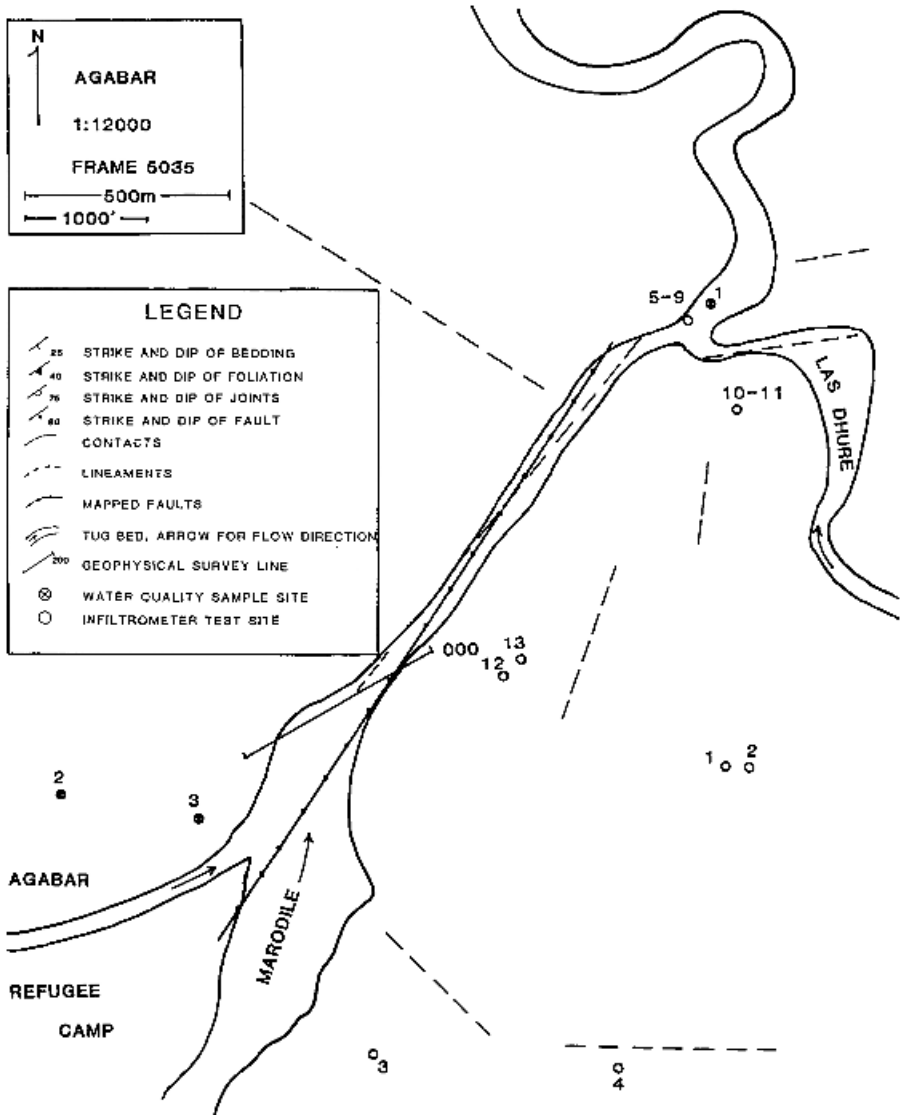 N
AGABAR
1:12000
FRAME 5035
500m
1000'
LEGEND
25 STRIKE AND DIP OF BEDDING
40 STRIKE AND DIP OF FOLIATION
76 STRIKE AND DIP OF JOINTS
60 STRIKE AND DIP OF FAULT
CONTACTS
LINEAMENTS
MAPPED FAULTS
TUG BED, ARROW FOR FLOW DIRECTION
200 GEOPHYSICAL SURVEY LINE
WATER QUALITY SAMPLE SITE
INFILTROMETER TEST SITE
5-9
1
10-11
LAS DHURE
000
13
12
1
2
2
3
AGABAR
REFUGEE
CAMP
MARODILE
3
4